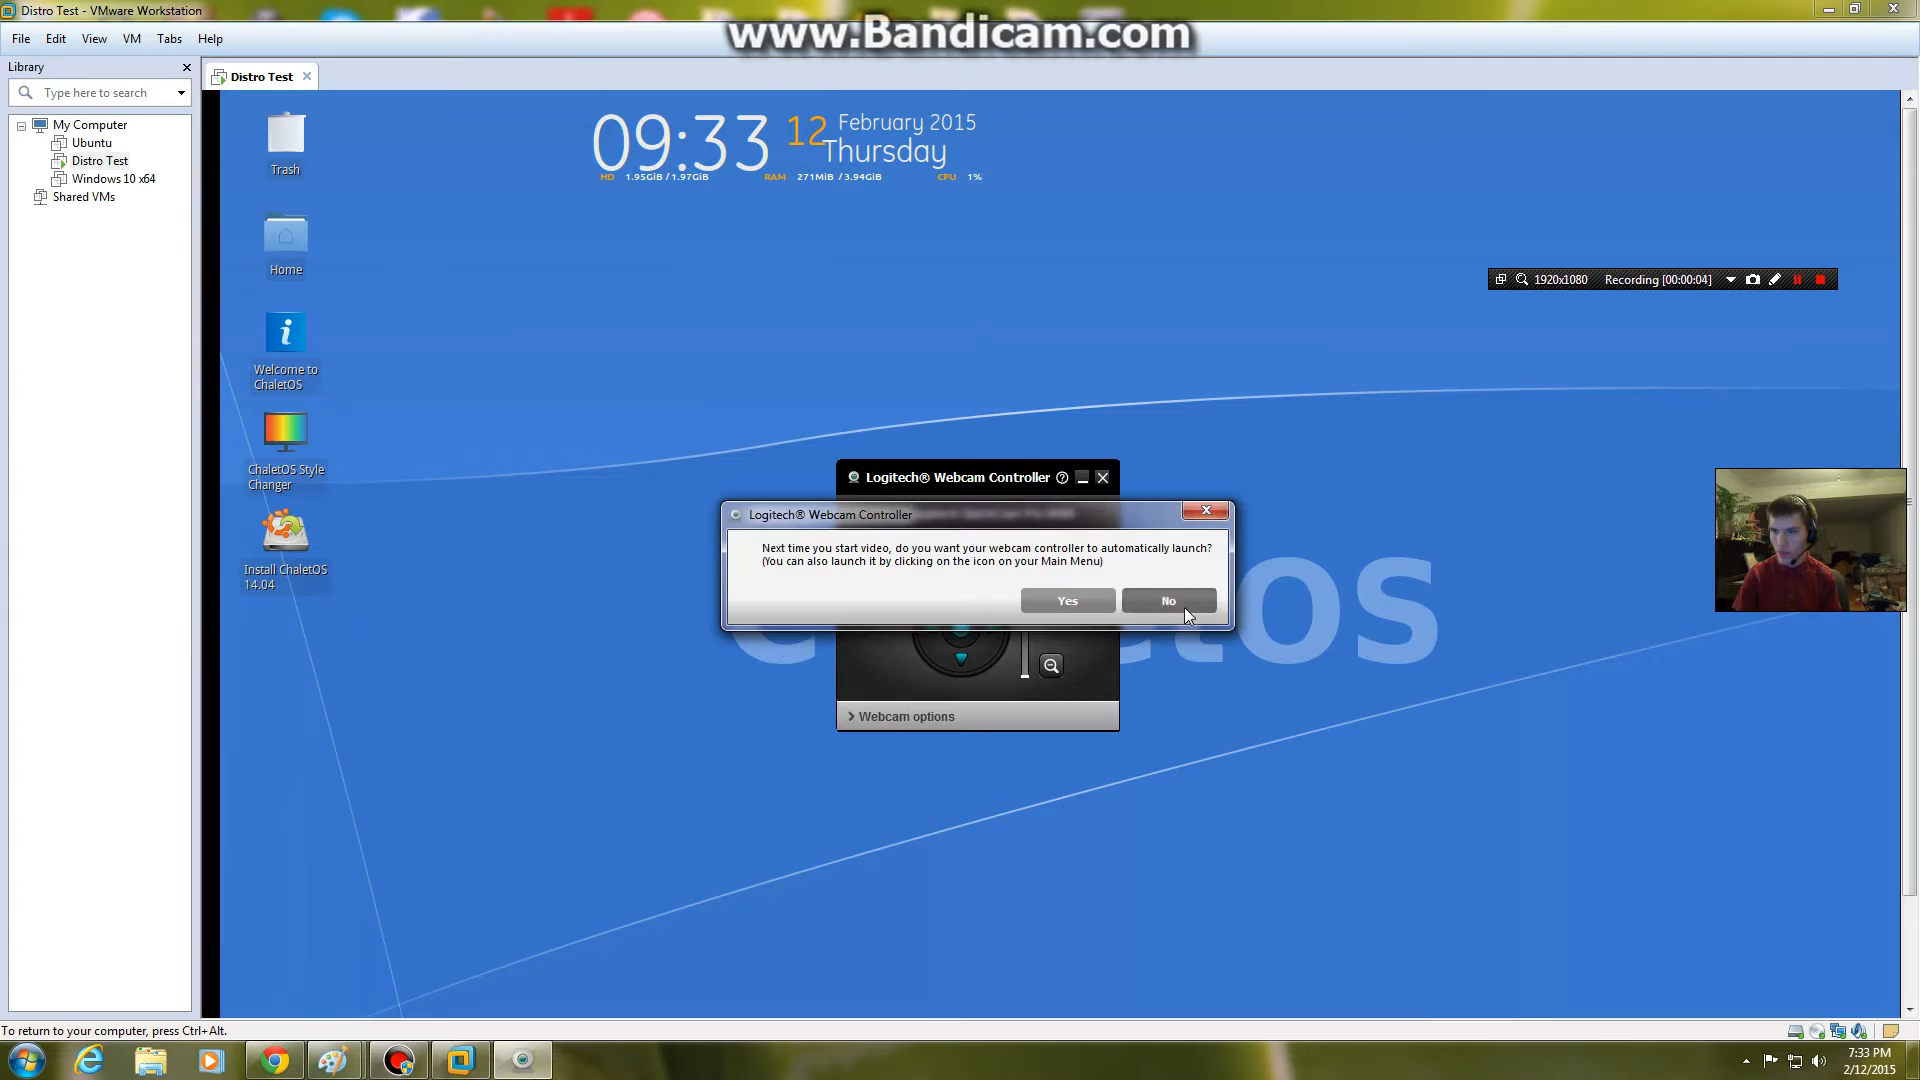 Distro Test - VMware Workstation
www.Bandicam.com
File Edit View VM Tabs Help
Library
Type here to search
My Computer
Ubuntu
Distro Test
Windows 10 x64
Shared VMs
Distro Test
09:33 12 February 2015
Thursday
HD 1.95GiB / 1.97GiB RAM 271MiB / 3.94GiB CPU 1%
Trash
Home
Welcome to
ChaletOS
ChaletOS Style
Changer
Install ChaletOS
14.04
1920x1080 Recording [00:00:04]
Logitech® Webcam Controller
Logitech® Webcam Controller
Next time you start video, do you want your webcam controller to automatically launch?
(You can also launch it by clicking on the icon on your Main Menu)
Yes No
Webcam options
To return to your computer, press Ctrl+Alt.
7:33 PM
2/12/2015